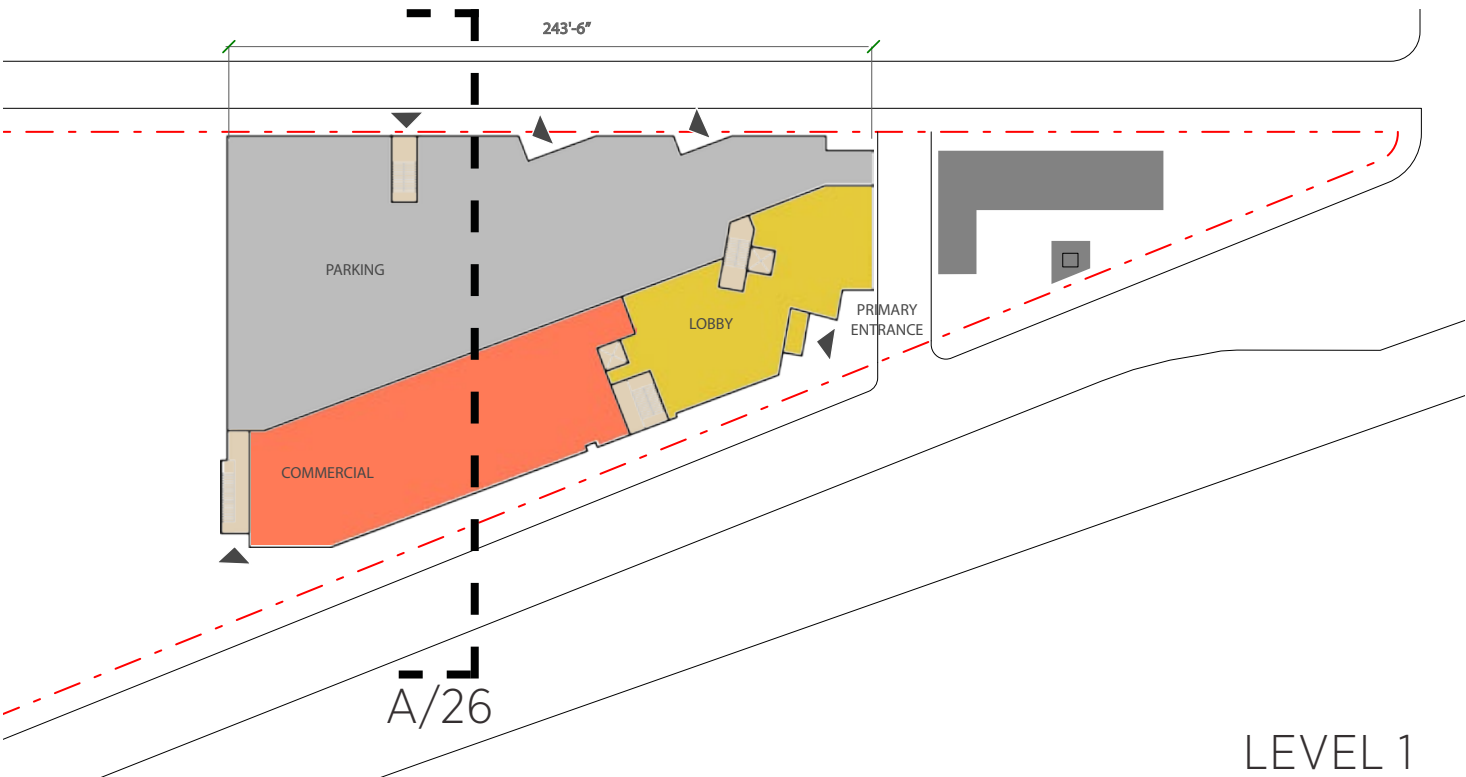 243'-6"
PARKING
LOBBY
PRIMARY
ENTRANCE
COMMERCIAL
A/26
LEVEL 1